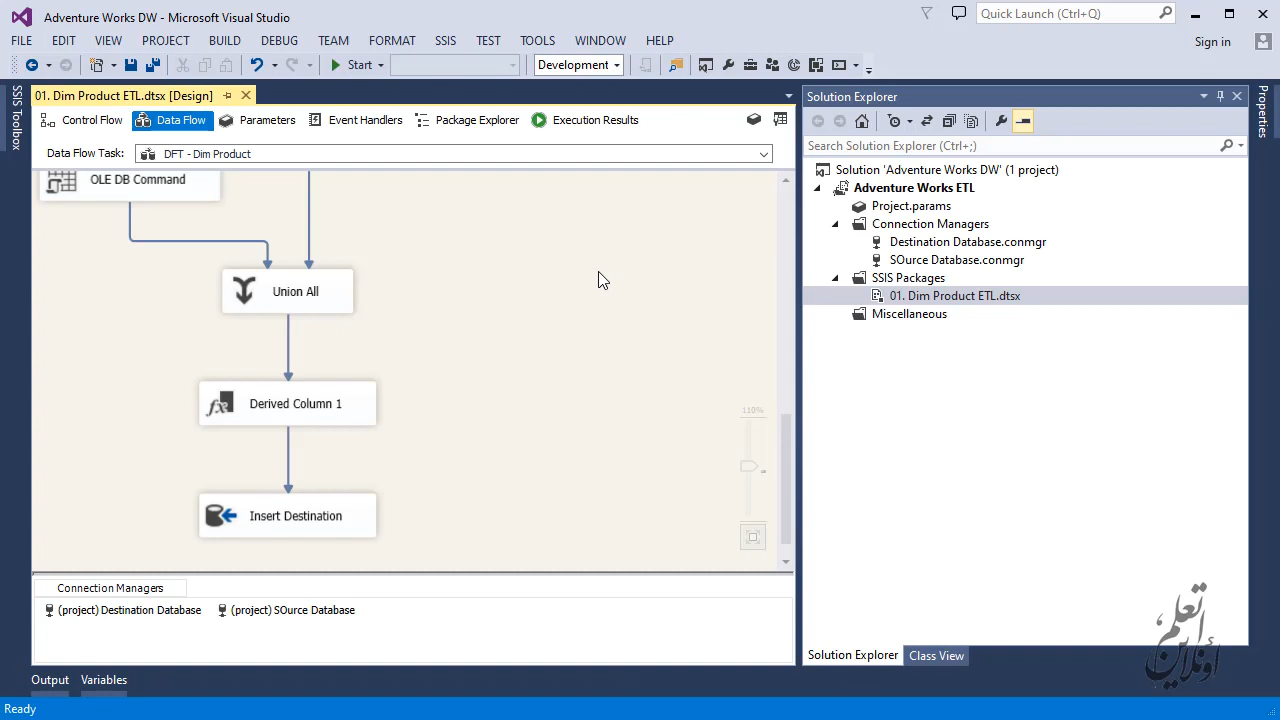 Adventure Works DW - Microsoft Visual Studio
Quick Launch (Ctrl+Q)
FILE EDIT VIEW PROJECT BUILD DEBUG TEAM FORMAT SSIS TEST TOOLS WINDOW HELP
Sign in
Start
Development
SSIS Toolbox
01. Dim Product ETL.dtsx [Design]
Control Flow
Data Flow
Parameters
Event Handlers
Package Explorer
Execution Results
Data Flow Task:
DFT - Dim Product
OLE DB Command
Union All
Derived Column 1
Insert Destination
110%
Connection Managers
(project) Destination Database
(project) SOurce Database
Output
Variables
Ready
Solution Explorer
Search Solution Explorer (Ctrl+;)
Solution 'Adventure Works DW' (1 project)
Adventure Works ETL
Project.params
Connection Managers
Destination Database.conmgr
SOurce Database.conmgr
SSIS Packages
01. Dim Product ETL.dtsx
Miscellaneous
Solution Explorer
Class View
Properties
أتعلم
أونلاين